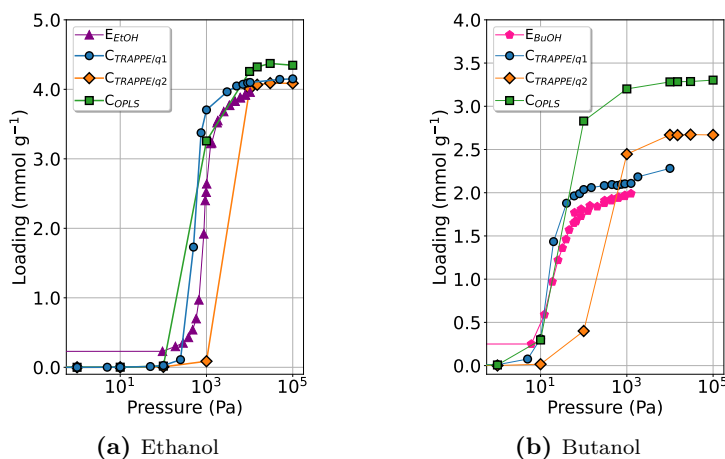 E_EtOH
C_TRAPPE/q1
C_TRAPPE/q2
C_OPLS
5.0
4.0
3.0
2.0
1.0
0.0
Loading (mmol g⁻¹)
10¹ 10³ 10⁵
Pressure (Pa)
(a) Ethanol
E_BuOH
C_TRAPPE/q1
C_TRAPPE/q2
C_OPLS
4.0
3.5
3.0
2.5
2.0
1.5
1.0
0.5
0.0
Loading (mmol g⁻¹)
10¹ 10³ 10⁵
Pressure (Pa)
(b) Butanol